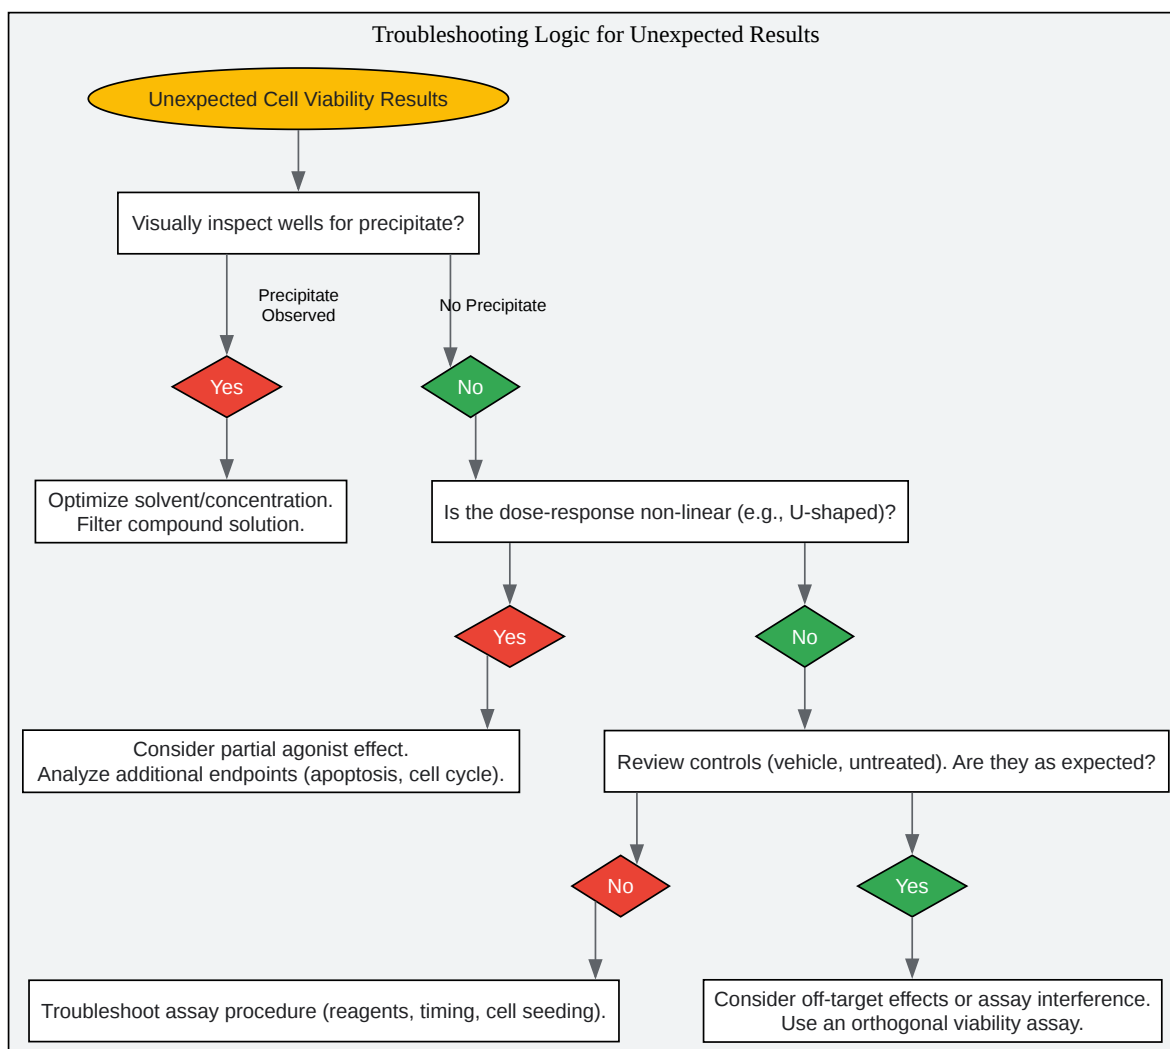 Troubleshooting Logic for Unexpected Results
Unexpected Cell Viability Results
Visually inspect wells for precipitate?
Precipitate
Observed
No Precipitate
Yes
No
Optimize solvent/concentration.
Filter compound solution.
Is the dose-response non-linear (e.g., U-shaped)?
Yes
No
Consider partial agonist effect.
Analyze additional endpoints (apoptosis, cell cycle).
Review controls (vehicle, untreated). Are they as expected?
No
Yes
Troubleshoot assay procedure (reagents, timing, cell seeding).
Consider off-target effects or assay interference.
Use an orthogonal viability assay.